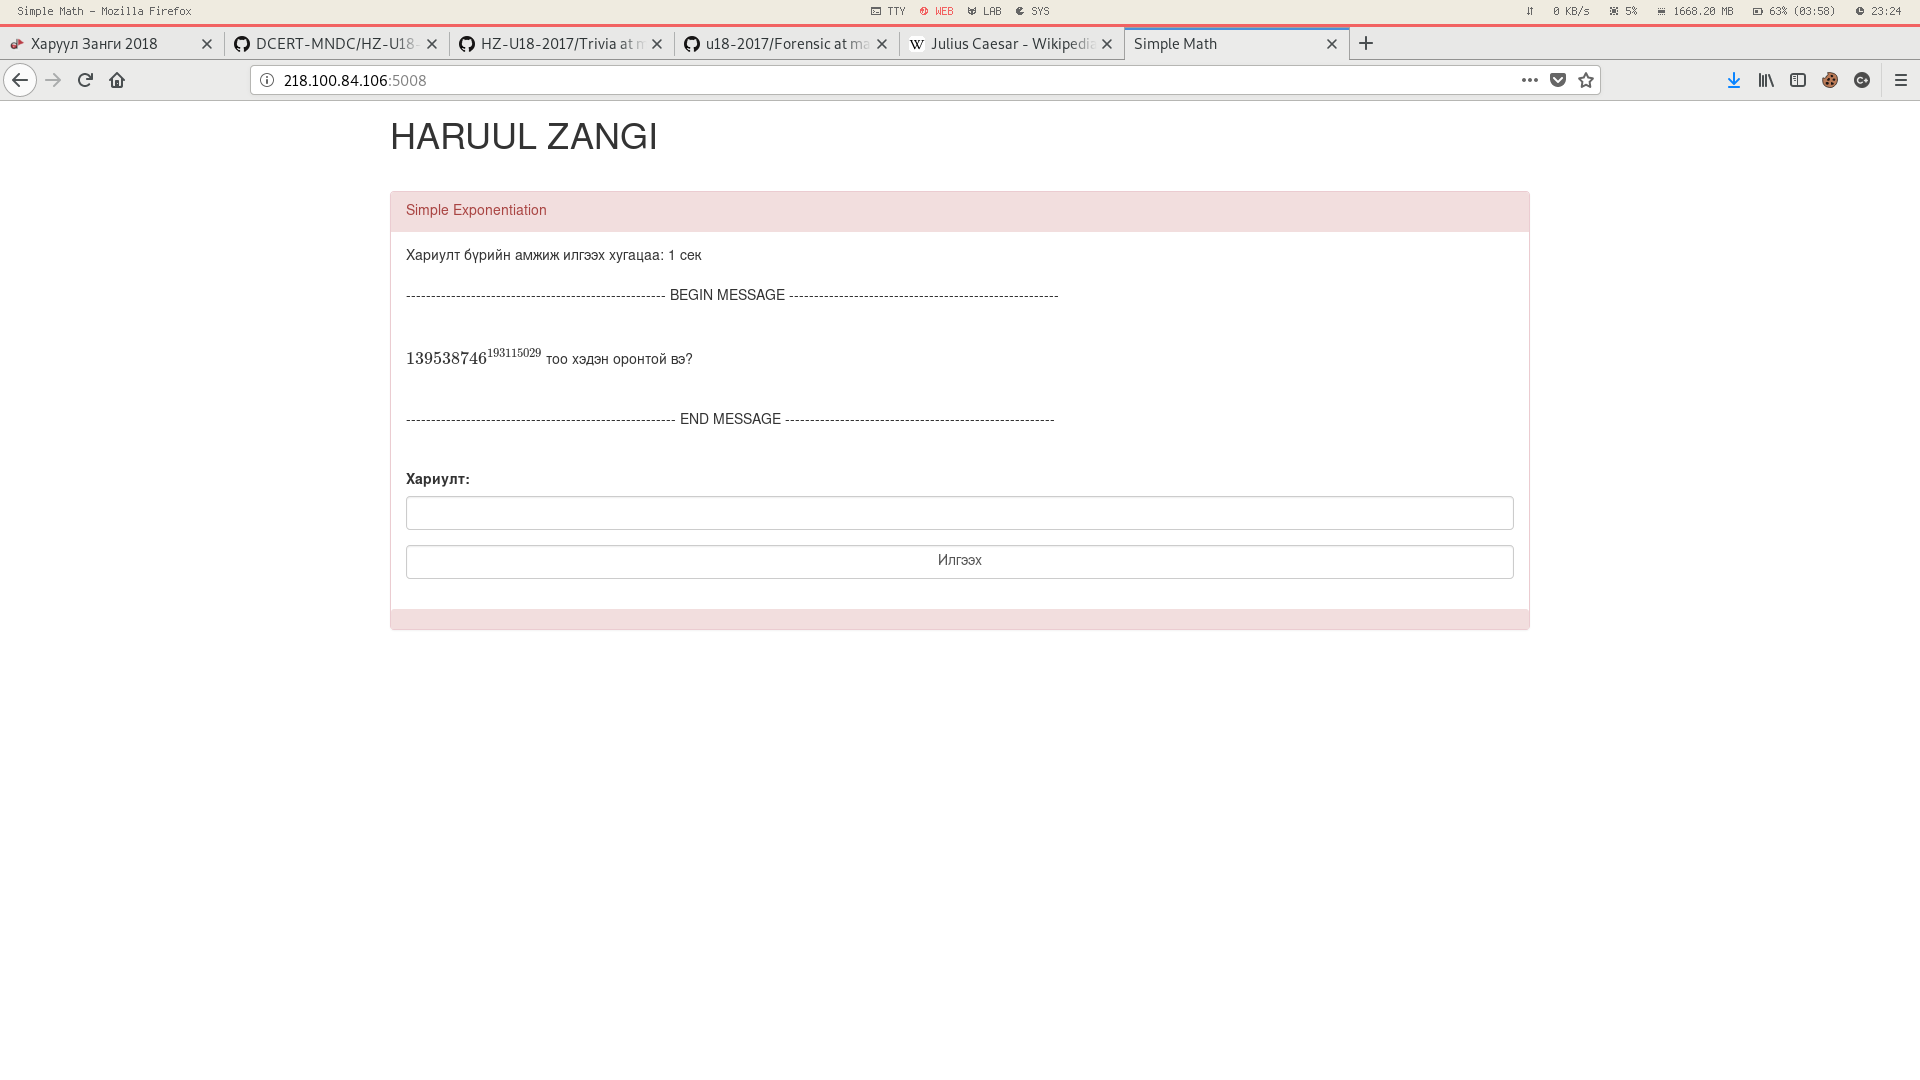 Simple Math - Mozilla Firefox TTY WEB LAB SYS 0 KB/s 5% 1668.20 MB 63% (03:58) 23:24
Харуул Занги 2018 DCERT-MNDC/HZ-U18- HZ-U18-2017/Trivia at u18-2017/Forensic at ma W Julius Caesar - Wikipedia Simple Math
218.100.84.106:5008
HARUUL ZANGI
Simple Exponentiation
Хариулт бүрийн амжиж илгээх хугацаа: 1 сек
---------------------------------------------------- BEGIN MESSAGE ------------------------------------------------------
139538746^193115029 тоо хэдэн оронтой вэ?
------------------------------------------------------ END MESSAGE ------------------------------------------------------
Хариулт:
Илгээх